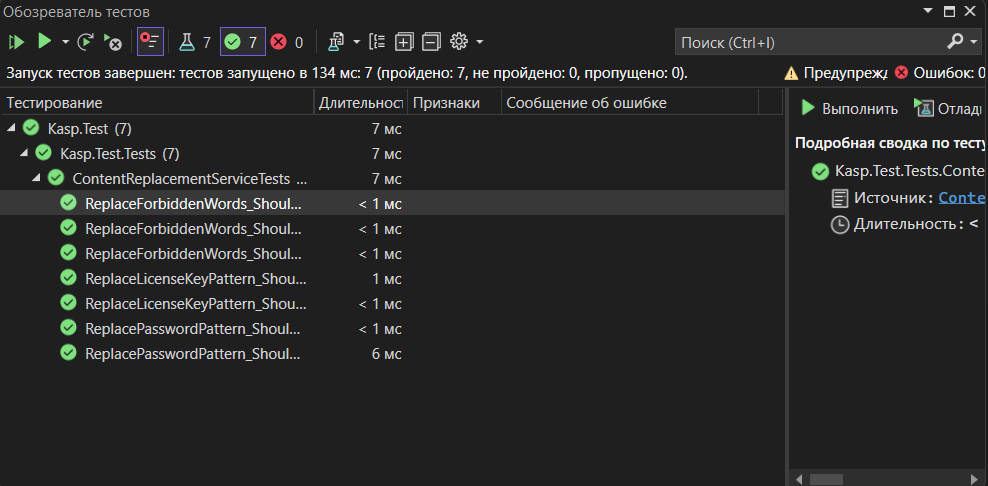 Обозреватель тестов
7 7 0 Поиск (Ctrl+I)
Запуск тестов завершен: тестов запущено в 134 мс: 7 (пройдено: 7, не пройдено: 0, пропущено: 0). Предупрежд Ошибок: 0
Тестирование Длительност Признаки Сообщение об ошибке
Kasp.Test (7) 7 мс
Kasp.Test.Tests (7) 7 мс
ContentReplacementServiceTests ... 7 мс
ReplaceForbiddenWords_Shoul... < 1 мс
ReplaceForbiddenWords_Shoul... < 1 мс
ReplaceForbiddenWords_Shoul... < 1 мс
ReplaceLicenseKeyPattern_Shou... 1 мс
ReplaceLicenseKeyPattern_Shou... < 1 мс
ReplacePasswordPattern_Shoul... < 1 мс
ReplacePasswordPattern_Shoul... 6 мс
Выполнить Отлади
Подробная сводка по тесту
Kasp.Test.Tests.Conte
Источник: Conte
Длительность: <